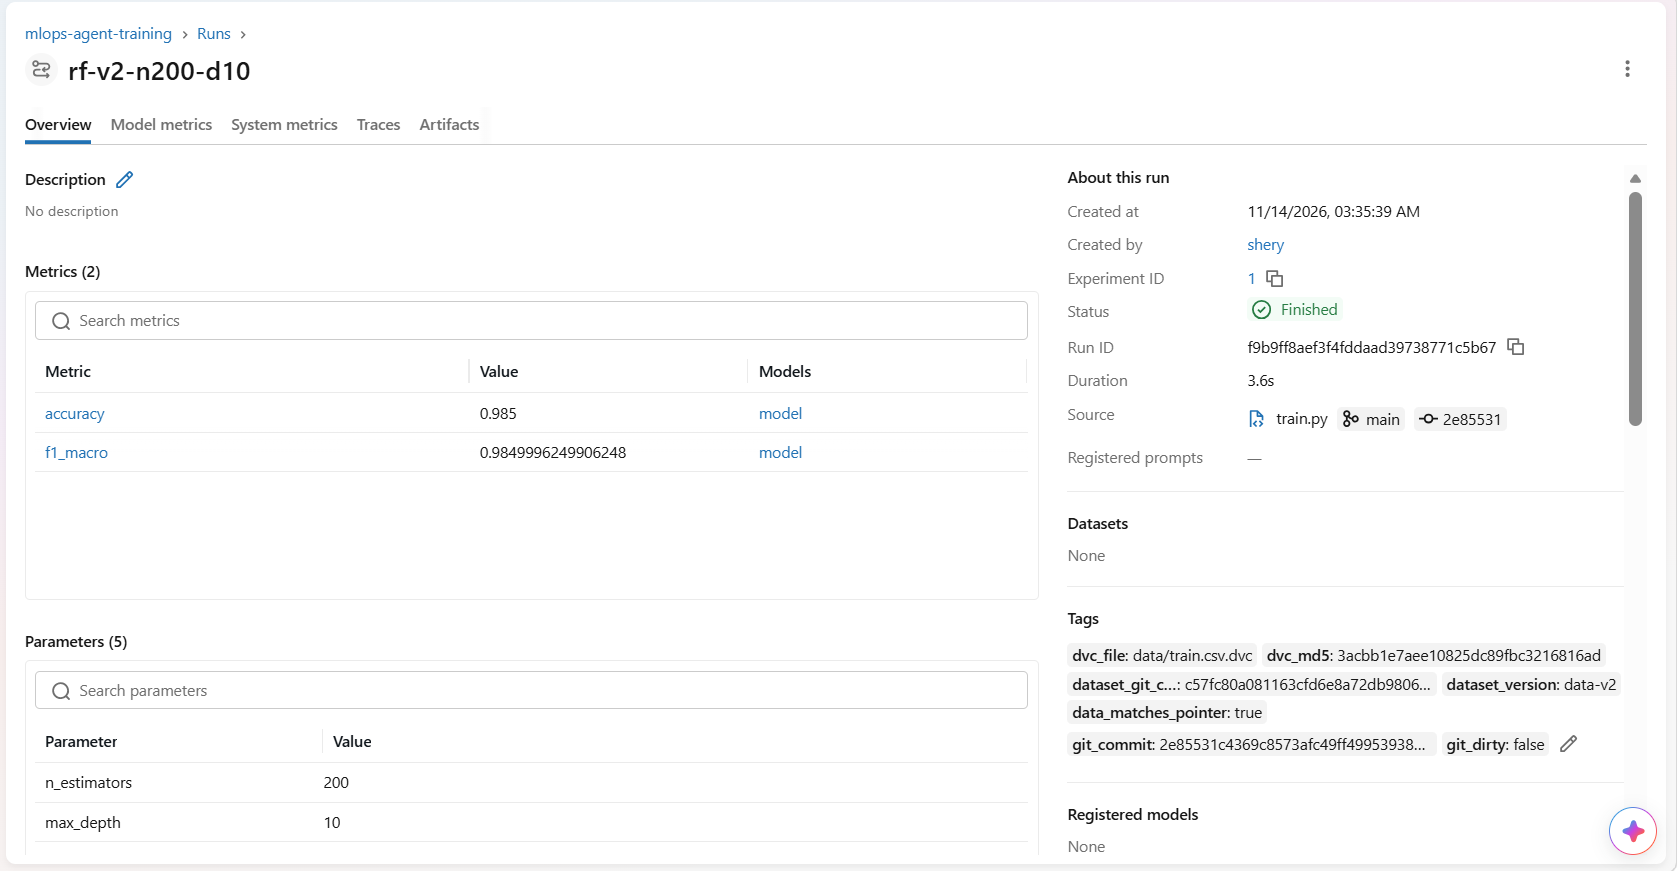 mlops-agent-training › Runs ›
rf-v2-n200-d10
Overview Model metrics System metrics Traces Artifacts
Description
No description
Metrics (2)
Search metrics
Metric Value Models
accuracy 0.985 model
f1_macro 0.9849996249906248 model
Parameters (5)
Search parameters
Parameter Value
n_estimators 200
max_depth 10
About this run
Created at 11/14/2026, 03:35:39 AM
Created by shery
Experiment ID 1
Status Finished
Run ID f9b9ff8aef3f4fddaad39738771c5b67
Duration 3.6s
Source train.py main 2e85531
Registered prompts —
Datasets
None
Tags
dvc_file: data/train.csv.dvc dvc_md5: 3acbb1e7aee10825dc89fbc3216816ad
dataset_git_c...: c57fc80a081163cfd6e8a72db9806... dataset_version: data-v2
data_matches_pointer: true
git_commit: 2e85531c4369c8573afc49ff49953938... git_dirty: false
Registered models
None